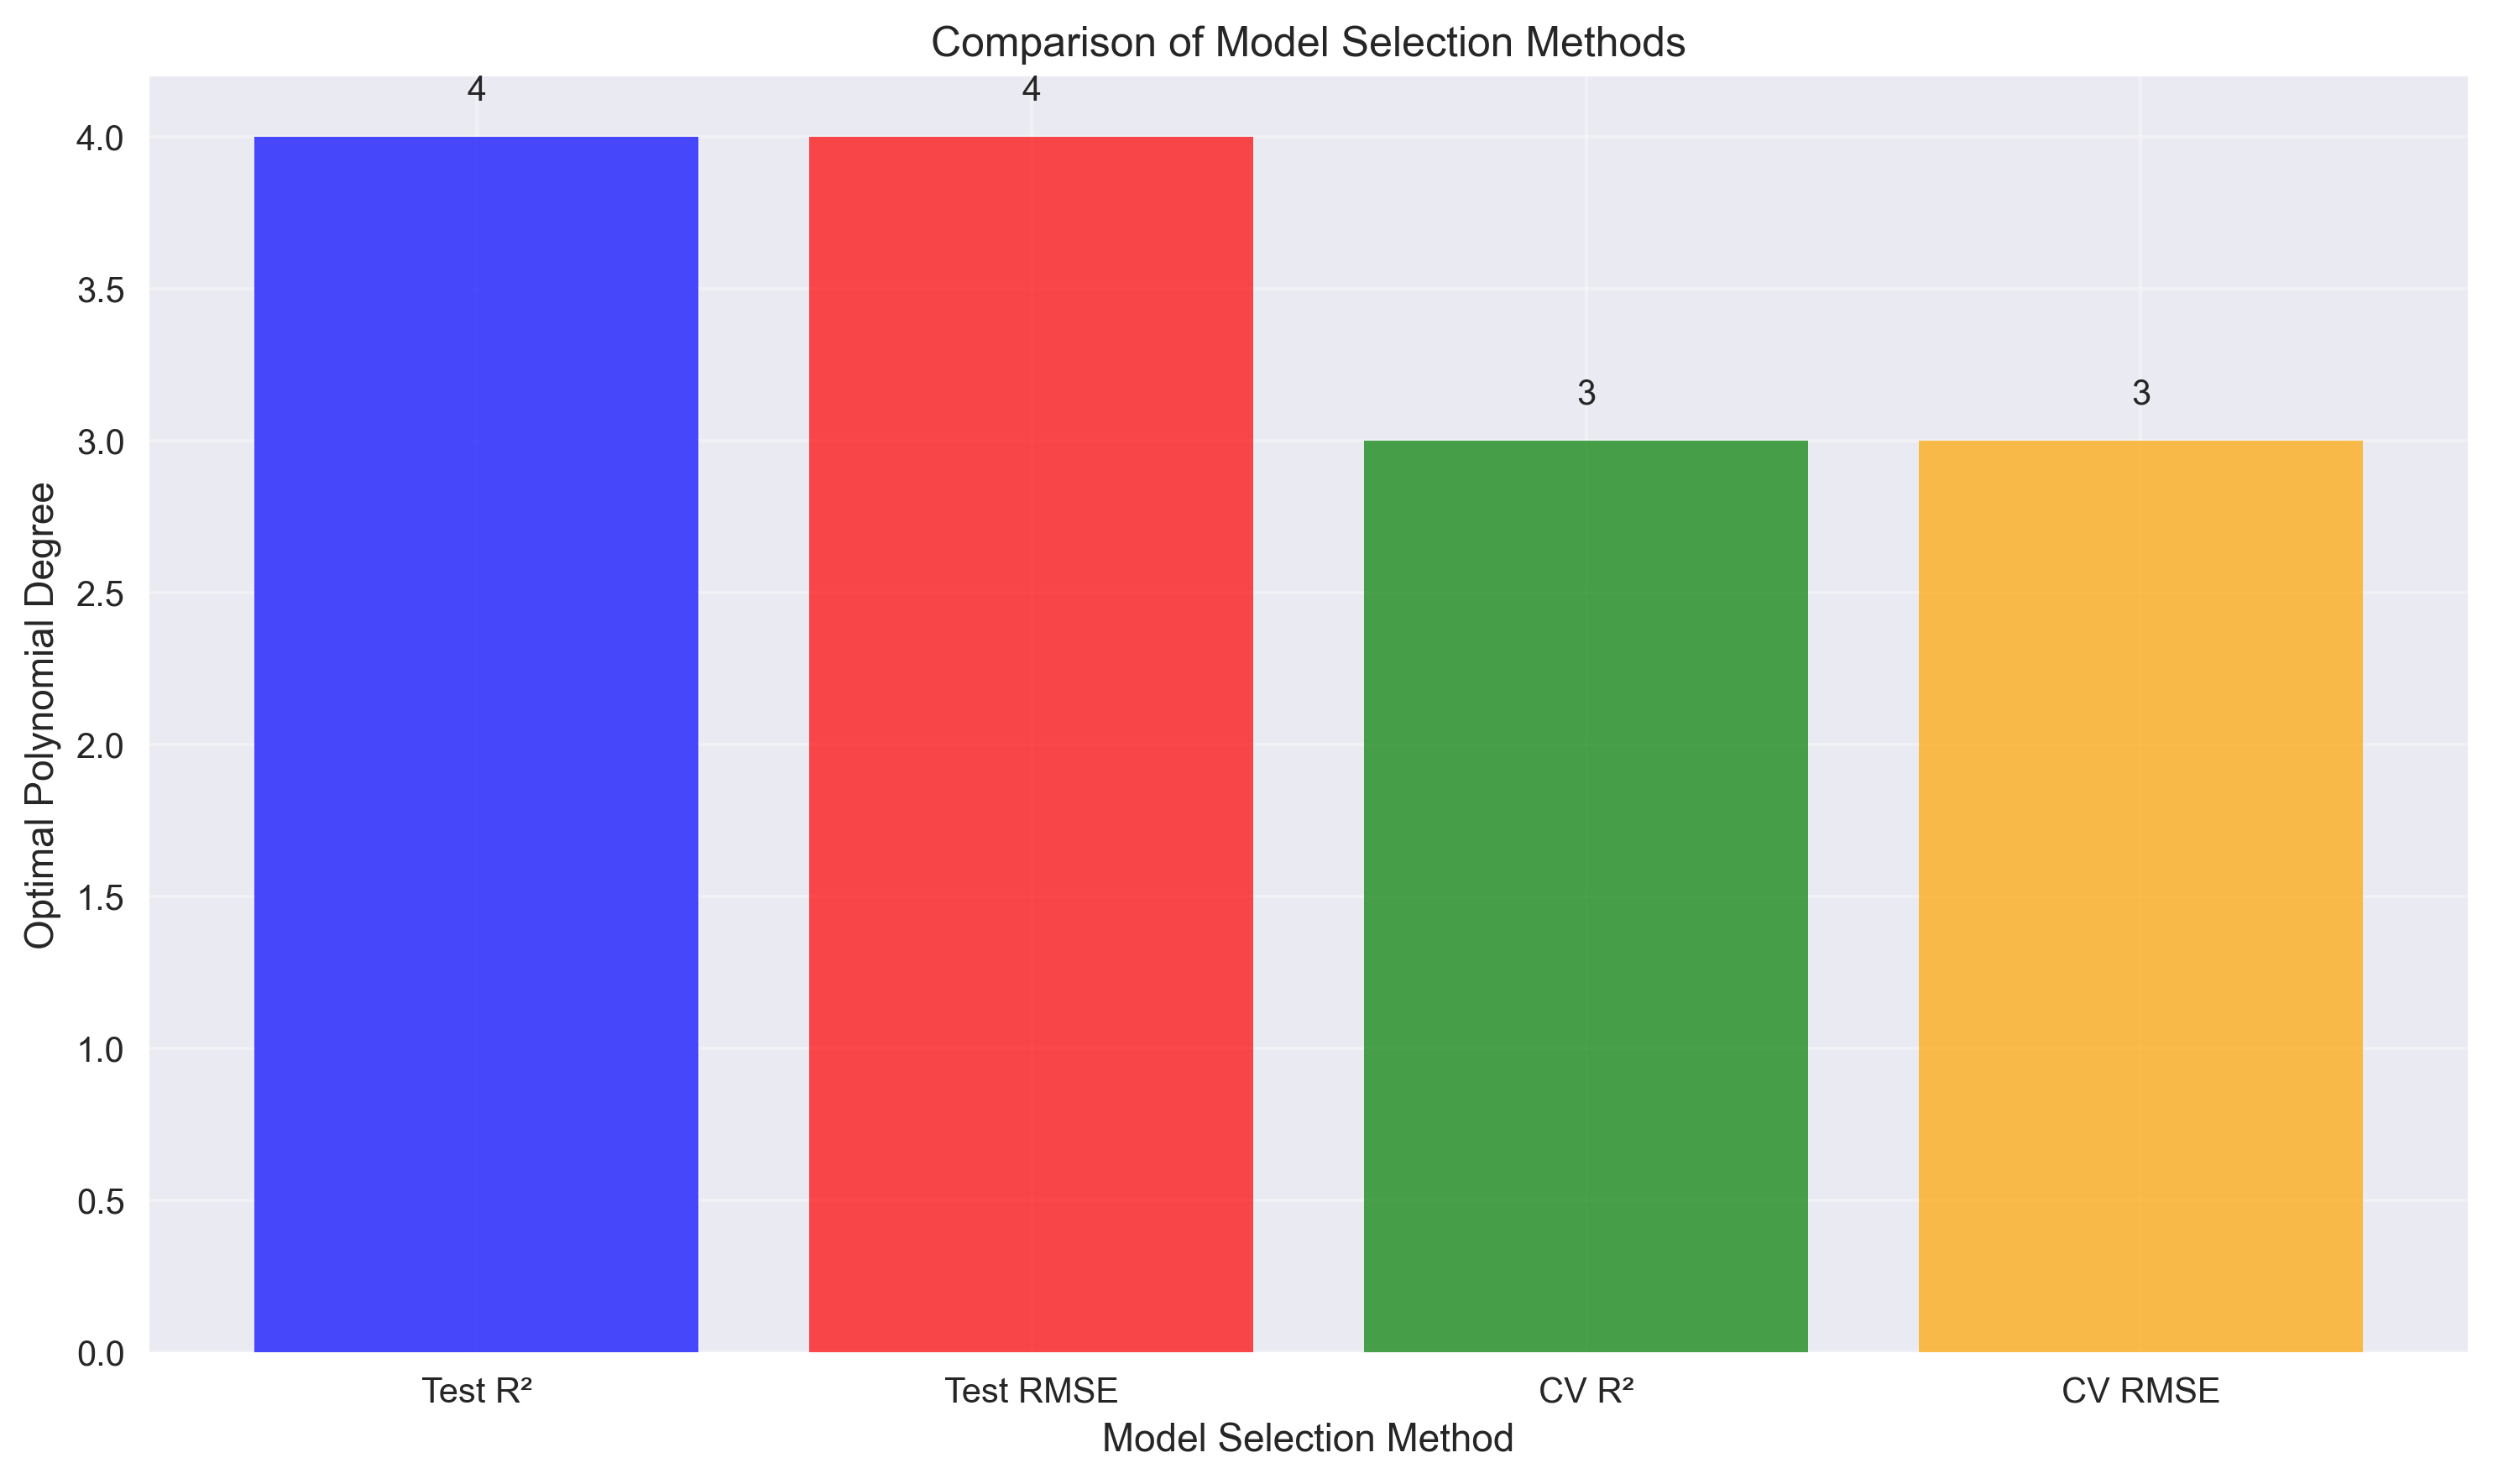 Comparison of Model Selection Methods
4
4
3
3
4.0
3.5
3.0
2.5
2.0
1.5
1.0
0.5
0.0
Optimal Polynomial Degree
Test R²
Test RMSE
CV R²
CV RMSE
Model Selection Method